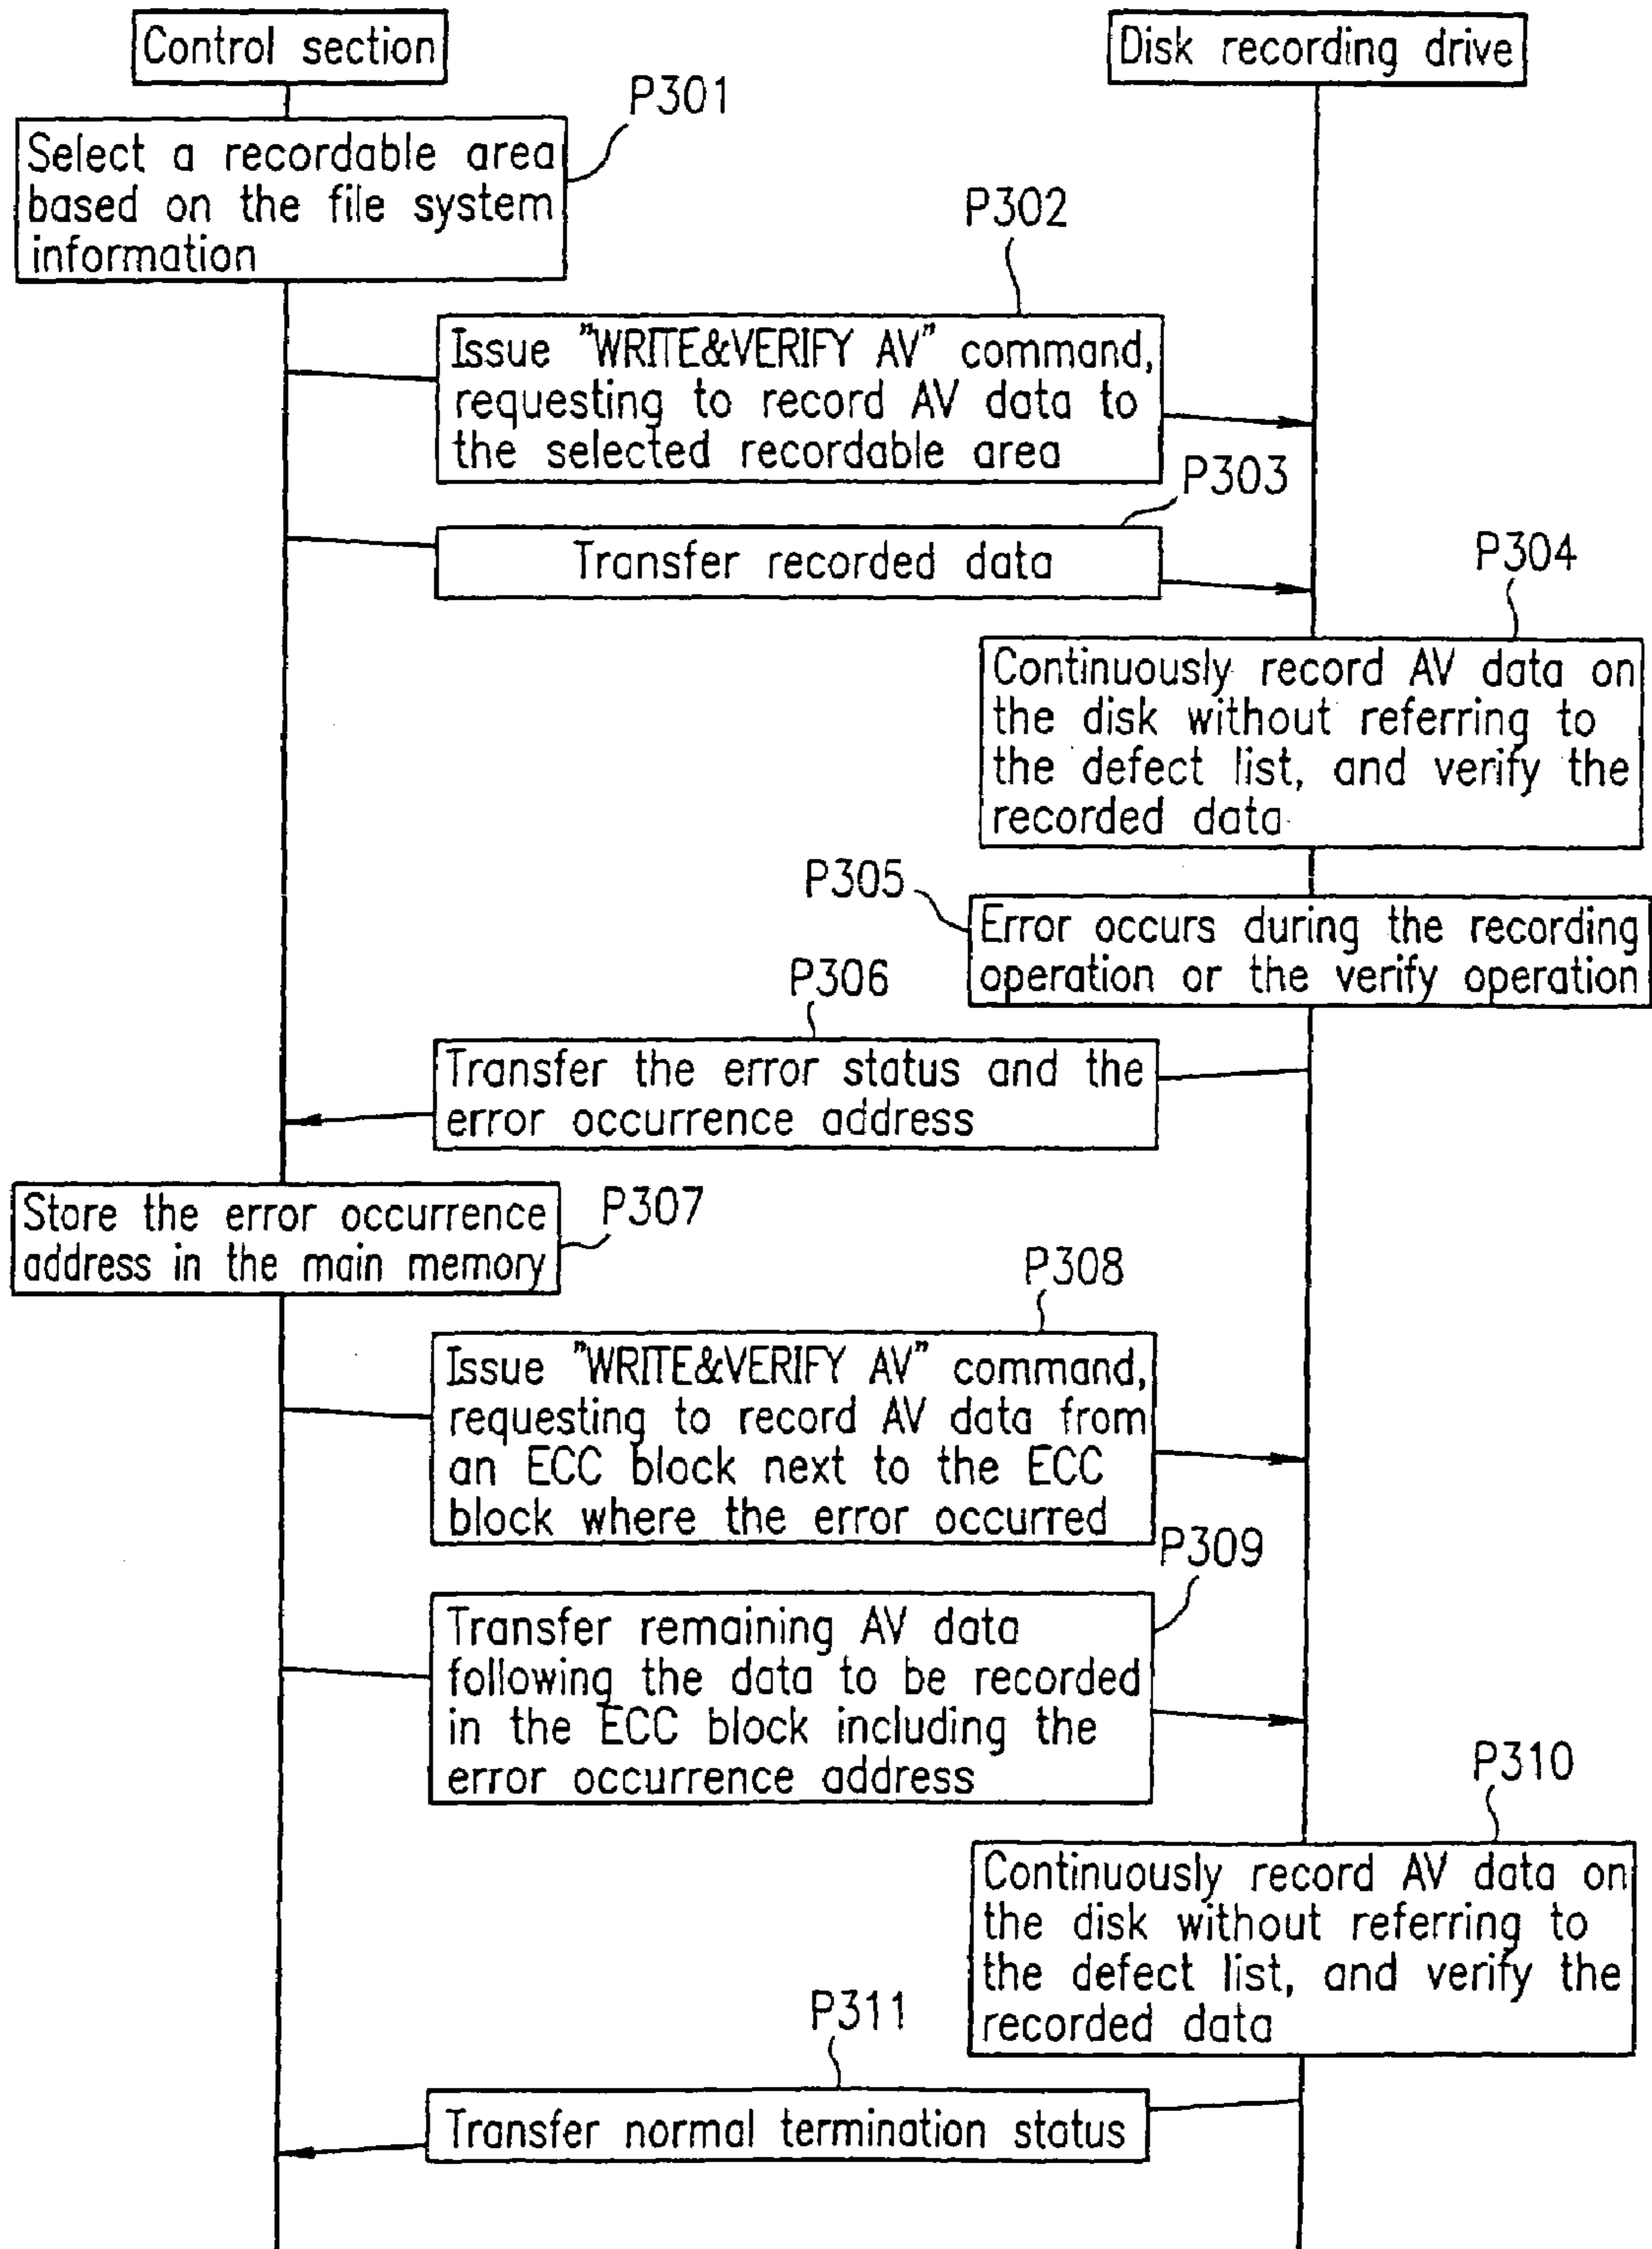 Control section
Disk recording drive
P301
Select a recordable area
based on the file system
information
P302
Issue "WRITE&VERIFY AV" command,
requesting to record AV data to
the selected recordable area
P303
Transfer recorded data
P304
Continuously record AV data on
the disk without referring to
the defect list, and verify the
recorded data
P305
Error occurs during the recording
operation or the verify operation
P306
Transfer the error status and the
error occurrence address
Store the error occurrence
address in the main memory
P307
P308
Issue "WRITE&VERIFY AV" command,
requesting to record AV data from
an ECC block next to the ECC
block where the error occurred
P309
Transfer remaining AV data
following the data to be recorded
in the ECC block including the
error occurrence address
P310
Continuously record AV data on
the disk without referring to
the defect list, and verify the
recorded data
P311
Transfer normal termination status